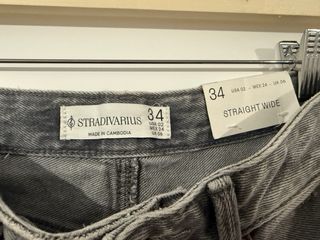 STRADIVARIUS
MADE IN CAMBODIA
34
USA 02
MEX 24
UK 06
34 USA 02 - MEX 24 - UK 06
STRAIGHT WIDE